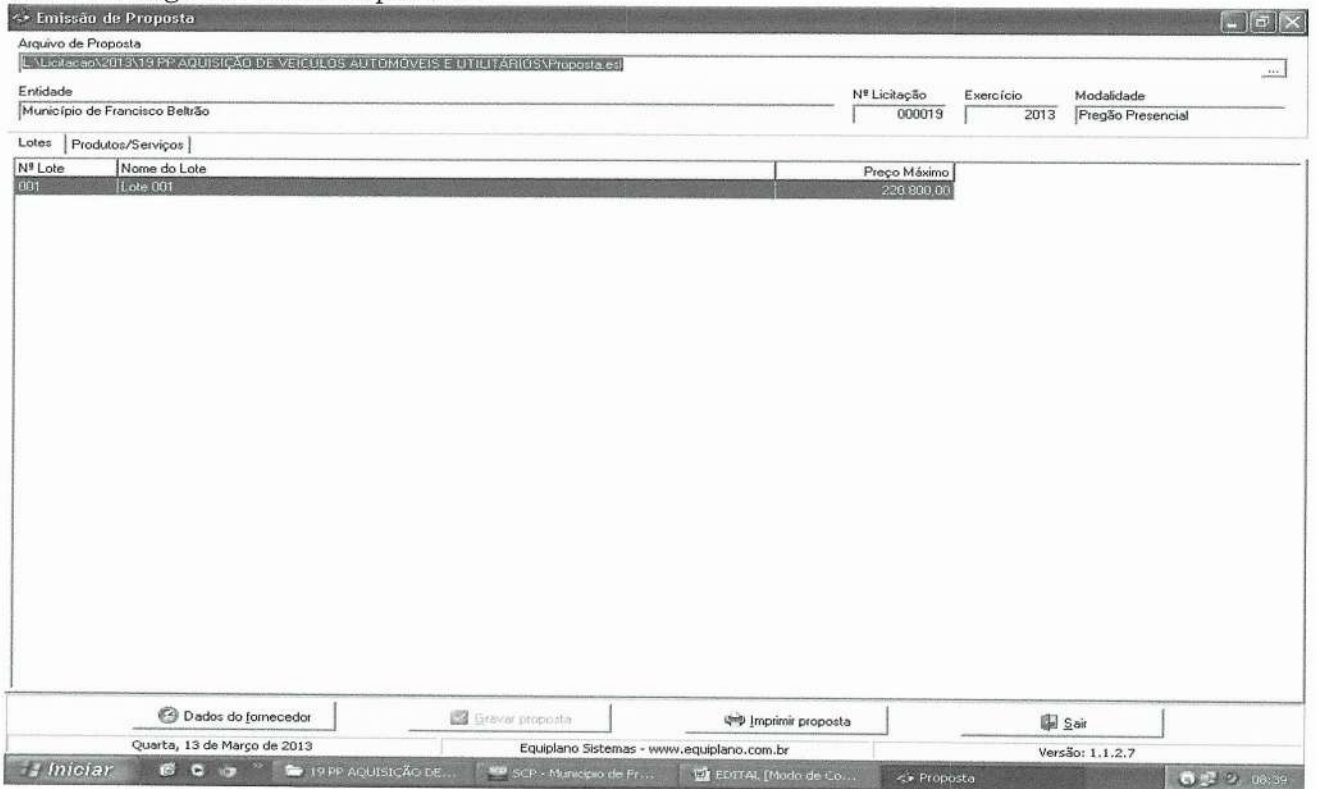 Emissão de Proposta
Arquivo de Proposta
L:\Licitacao\2013\19 PP AQUISIÇÃO DE VEÍCULOS AUTOMÓVEIS E UTILITÁRIOS\Proposta.esl
...
Entidade
Nº Licitação
Exercício
Modalidade
Município de Francisco Beltrão
000019
2013
Pregão Presencial
Lotes
Produtos/Serviços
Nº Lote
Nome do Lote
Preço Máximo
001
Lote 001
220.800,00
Dados do fornecedor
Gravar proposta
Imprimir proposta
Sair
Quarta, 13 de Março de 2013
Equiplano Sistemas - www.equiplano.com.br
Versão: 1.1.2.7
Iniciar
19 PP AQUISIÇÃO DE...
SCP - Município de Fr...
EDITAL [Modo de Co...
Proposta
08:39